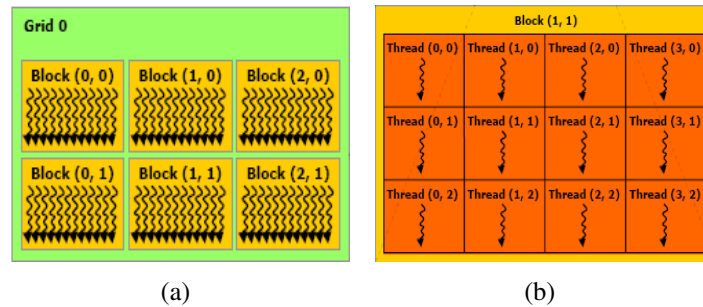 Grid 0
Block (0, 0) Block (1, 0) Block (2, 0)
Block (0, 1) Block (1, 1) Block (2, 1)
(a)
Block (1, 1)
Thread (0, 0) Thread (1, 0) Thread (2, 0) Thread (3, 0)
Thread (0, 1) Thread (1, 1) Thread (2, 1) Thread (3, 1)
Thread (0, 2) Thread (1, 2) Thread (2, 2) Thread (3, 2)
(b)